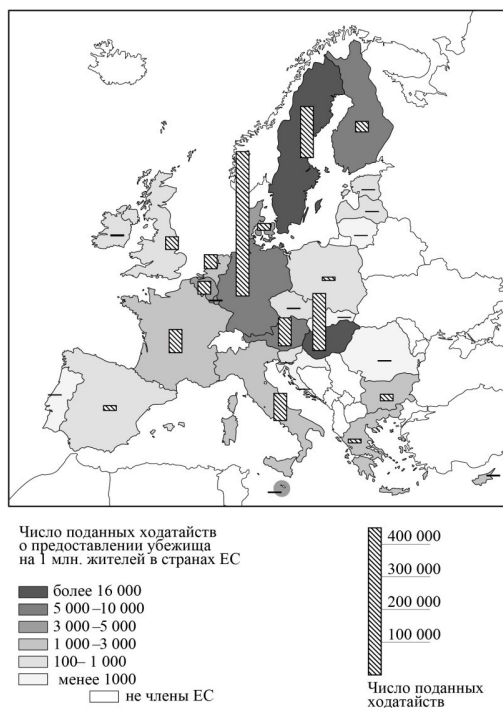 Число поданных ходатайств
о предоставлении убежища
на 1 млн. жителей в странах ЕС
более 16 000
5 000 –10 000
3 000 –5 000
1 000 –3 000
100– 1 000
менее 1000
не члены ЕС
400 000
300 000
200 000
100 000
Число поданных
ходатайств